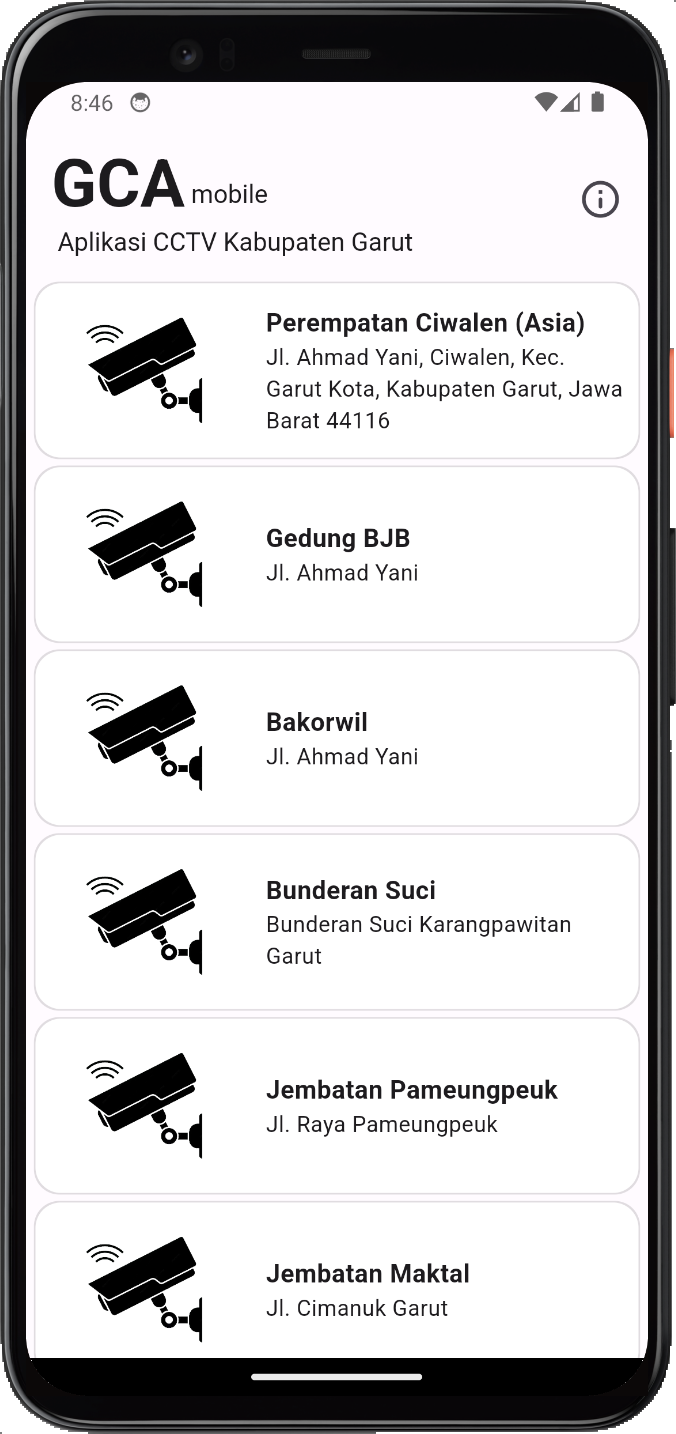 8:46
GCA mobile
Aplikasi CCTV Kabupaten Garut
Perempatan Ciwalen (Asia)
Jl. Ahmad Yani, Ciwalen, Kec.
Garut Kota, Kabupaten Garut, Jawa
Barat 44116
Gedung BJB
Jl. Ahmad Yani
Bakorwil
Jl. Ahmad Yani
Bunderan Suci
Bunderan Suci Karangpawitan
Garut
Jembatan Pameungpeuk
Jl. Raya Pameungpeuk
Jembatan Maktal
Jl. Cimanuk Garut